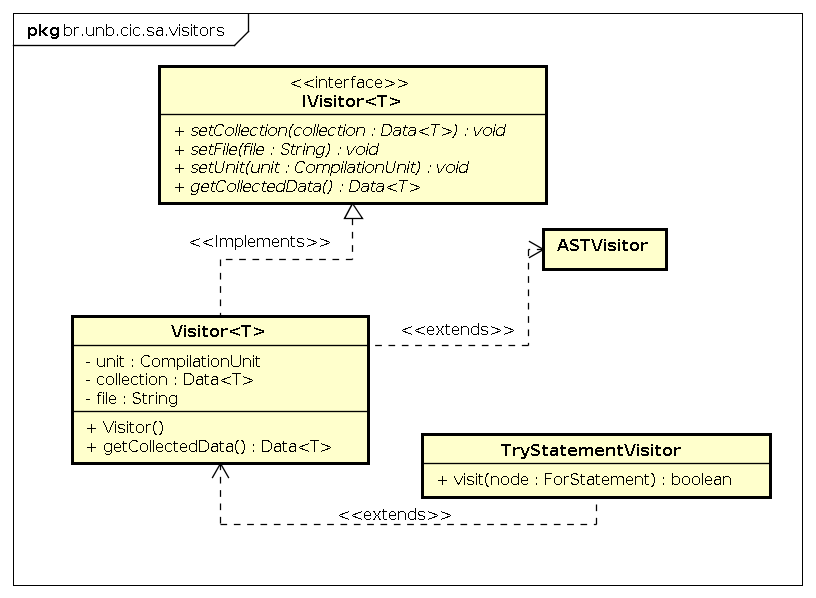 pkg br.unb.cic.sa.visitors
<<interface>>
IVisitor<T>
+ setCollection(collection : Data<T>) : void
+ setFile(file : String) : void
+ setUnit(unit : CompilationUnit) : void
+ getCollectedData() : Data<T>
<<Implements>>
ASTVisitor
<<extends>>
Visitor<T>
- unit : CompilationUnit
- collection : Data<T>
- file : String
+ Visitor()
+ getCollectedData() : Data<T>
TryStatementVisitor
+ visit(node : ForStatement) : boolean
<<extends>>